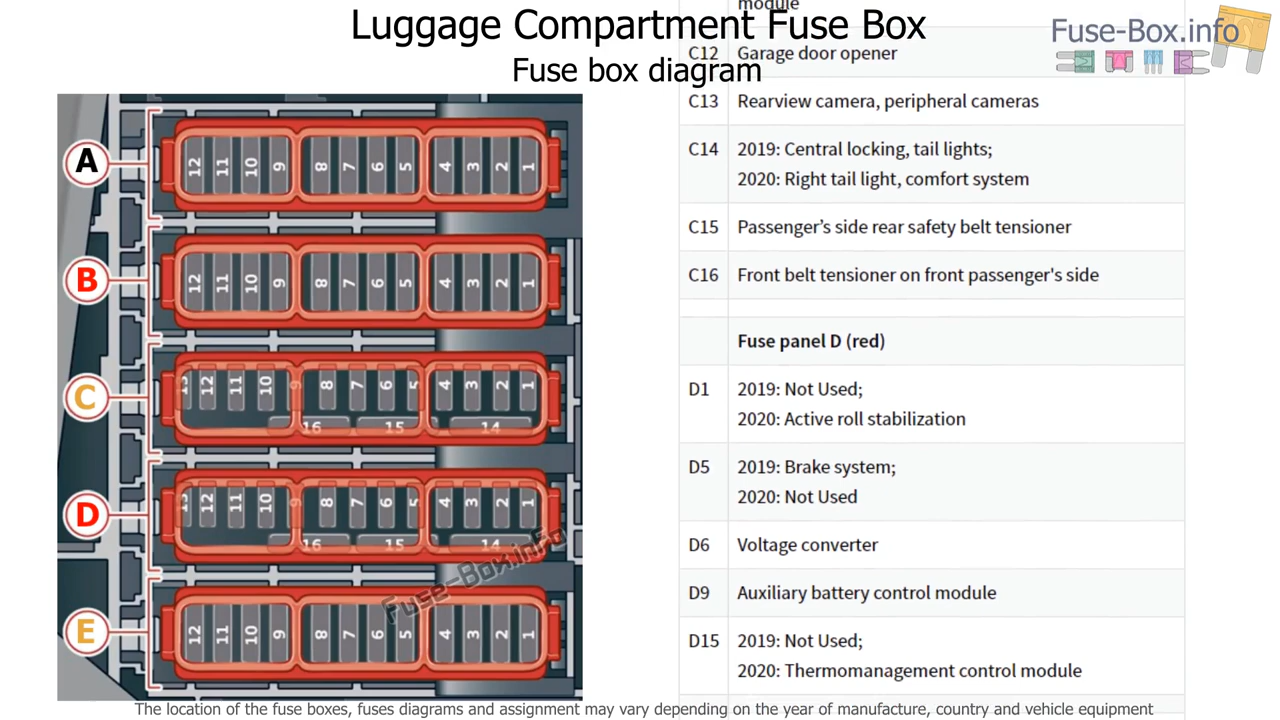 Luggage Compartment Fuse Box
Fuse box diagram
Fuse-Box.info
A
12 11 10 9 8 7 6 5 4 3 2 1
B
12 11 10 9 8 7 6 5 4 3 2 1
C
13 12 11 10 9 8 7 6 5 4 3 2 1
16 15 14
D
13 12 11 10 9 8 7 6 5 4 3 2 1
16 15 14
E
12 11 10 9 8 7 6 5 4 3 2 1
Fuse-Box.info
module
C12 Garage door opener
C13 Rearview camera, peripheral cameras
C14 2019: Central locking, tail lights;
2020: Right tail light, comfort system
C15 Passenger’s side rear safety belt tensioner
C16 Front belt tensioner on front passenger's side
Fuse panel D (red)
D1 2019: Not Used;
2020: Active roll stabilization
D5 2019: Brake system;
2020: Not Used
D6 Voltage converter
D9 Auxiliary battery control module
D15 2019: Not Used;
2020: Thermomanagement control module
The location of the fuse boxes, fuses diagrams and assignment may vary depending on the year of manufacture, country and vehicle equipment